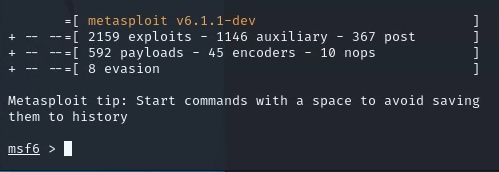 =[ metasploit v6.1.1-dev ]
+ -- --=[ 2159 exploits - 1146 auxiliary - 367 post ]
+ -- --=[ 592 payloads - 45 encoders - 10 nops ]
+ -- --=[ 8 evasion ]
Metasploit tip: Start commands with a space to avoid saving
them to history
msf6 >